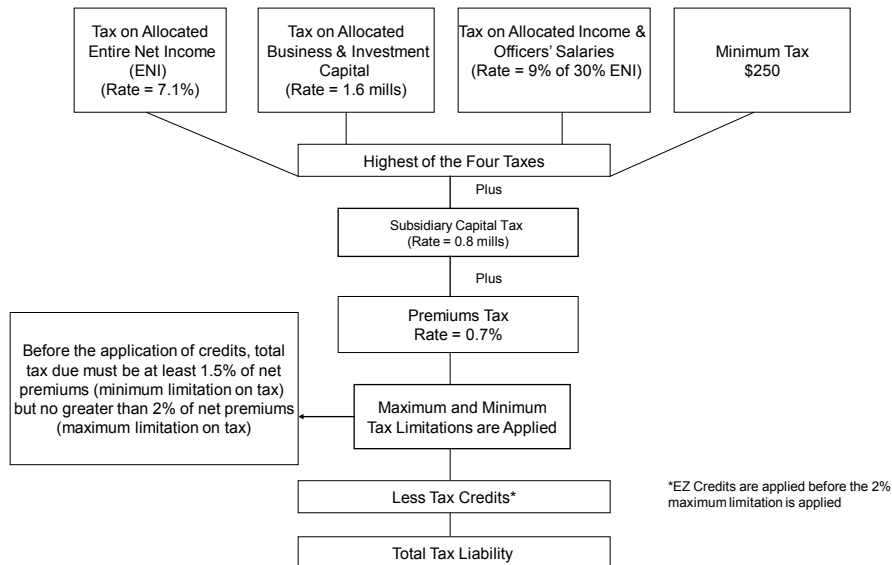 Tax on Allocated
Entire Net Income
(ENI)
(Rate = 7.1%)
Tax on Allocated
Business & Investment
Capital
(Rate = 1.6 mills)
Tax on Allocated Income &
Officers' Salaries
(Rate = 9% of 30% ENI)
Minimum Tax
$250
Highest of the Four Taxes
Plus
Subsidiary Capital Tax
(Rate = 0.8 mills)
Plus
Premiums Tax
Rate = 0.7%
Before the application of credits, total
tax due must be at least 1.5% of net
premiums (minimum limitation on tax)
but no greater than 2% of net premiums
(maximum limitation on tax)
Maximum and Minimum
Tax Limitations are Applied
Less Tax Credits*
*EZ Credits are applied before the 2%
maximum limitation is applied
Total Tax Liability